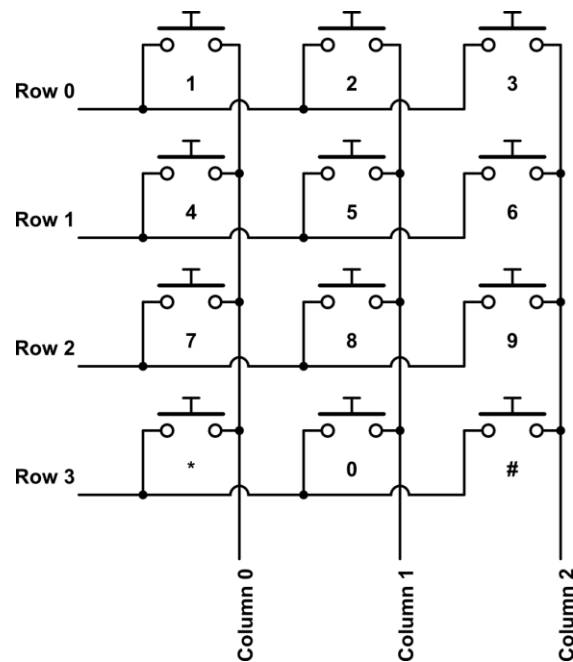 1 2 3
Row 0
4 5 6
Row 1
7 8 9
Row 2
* 0 #
Row 3
Column 0
Column 1
Column 2